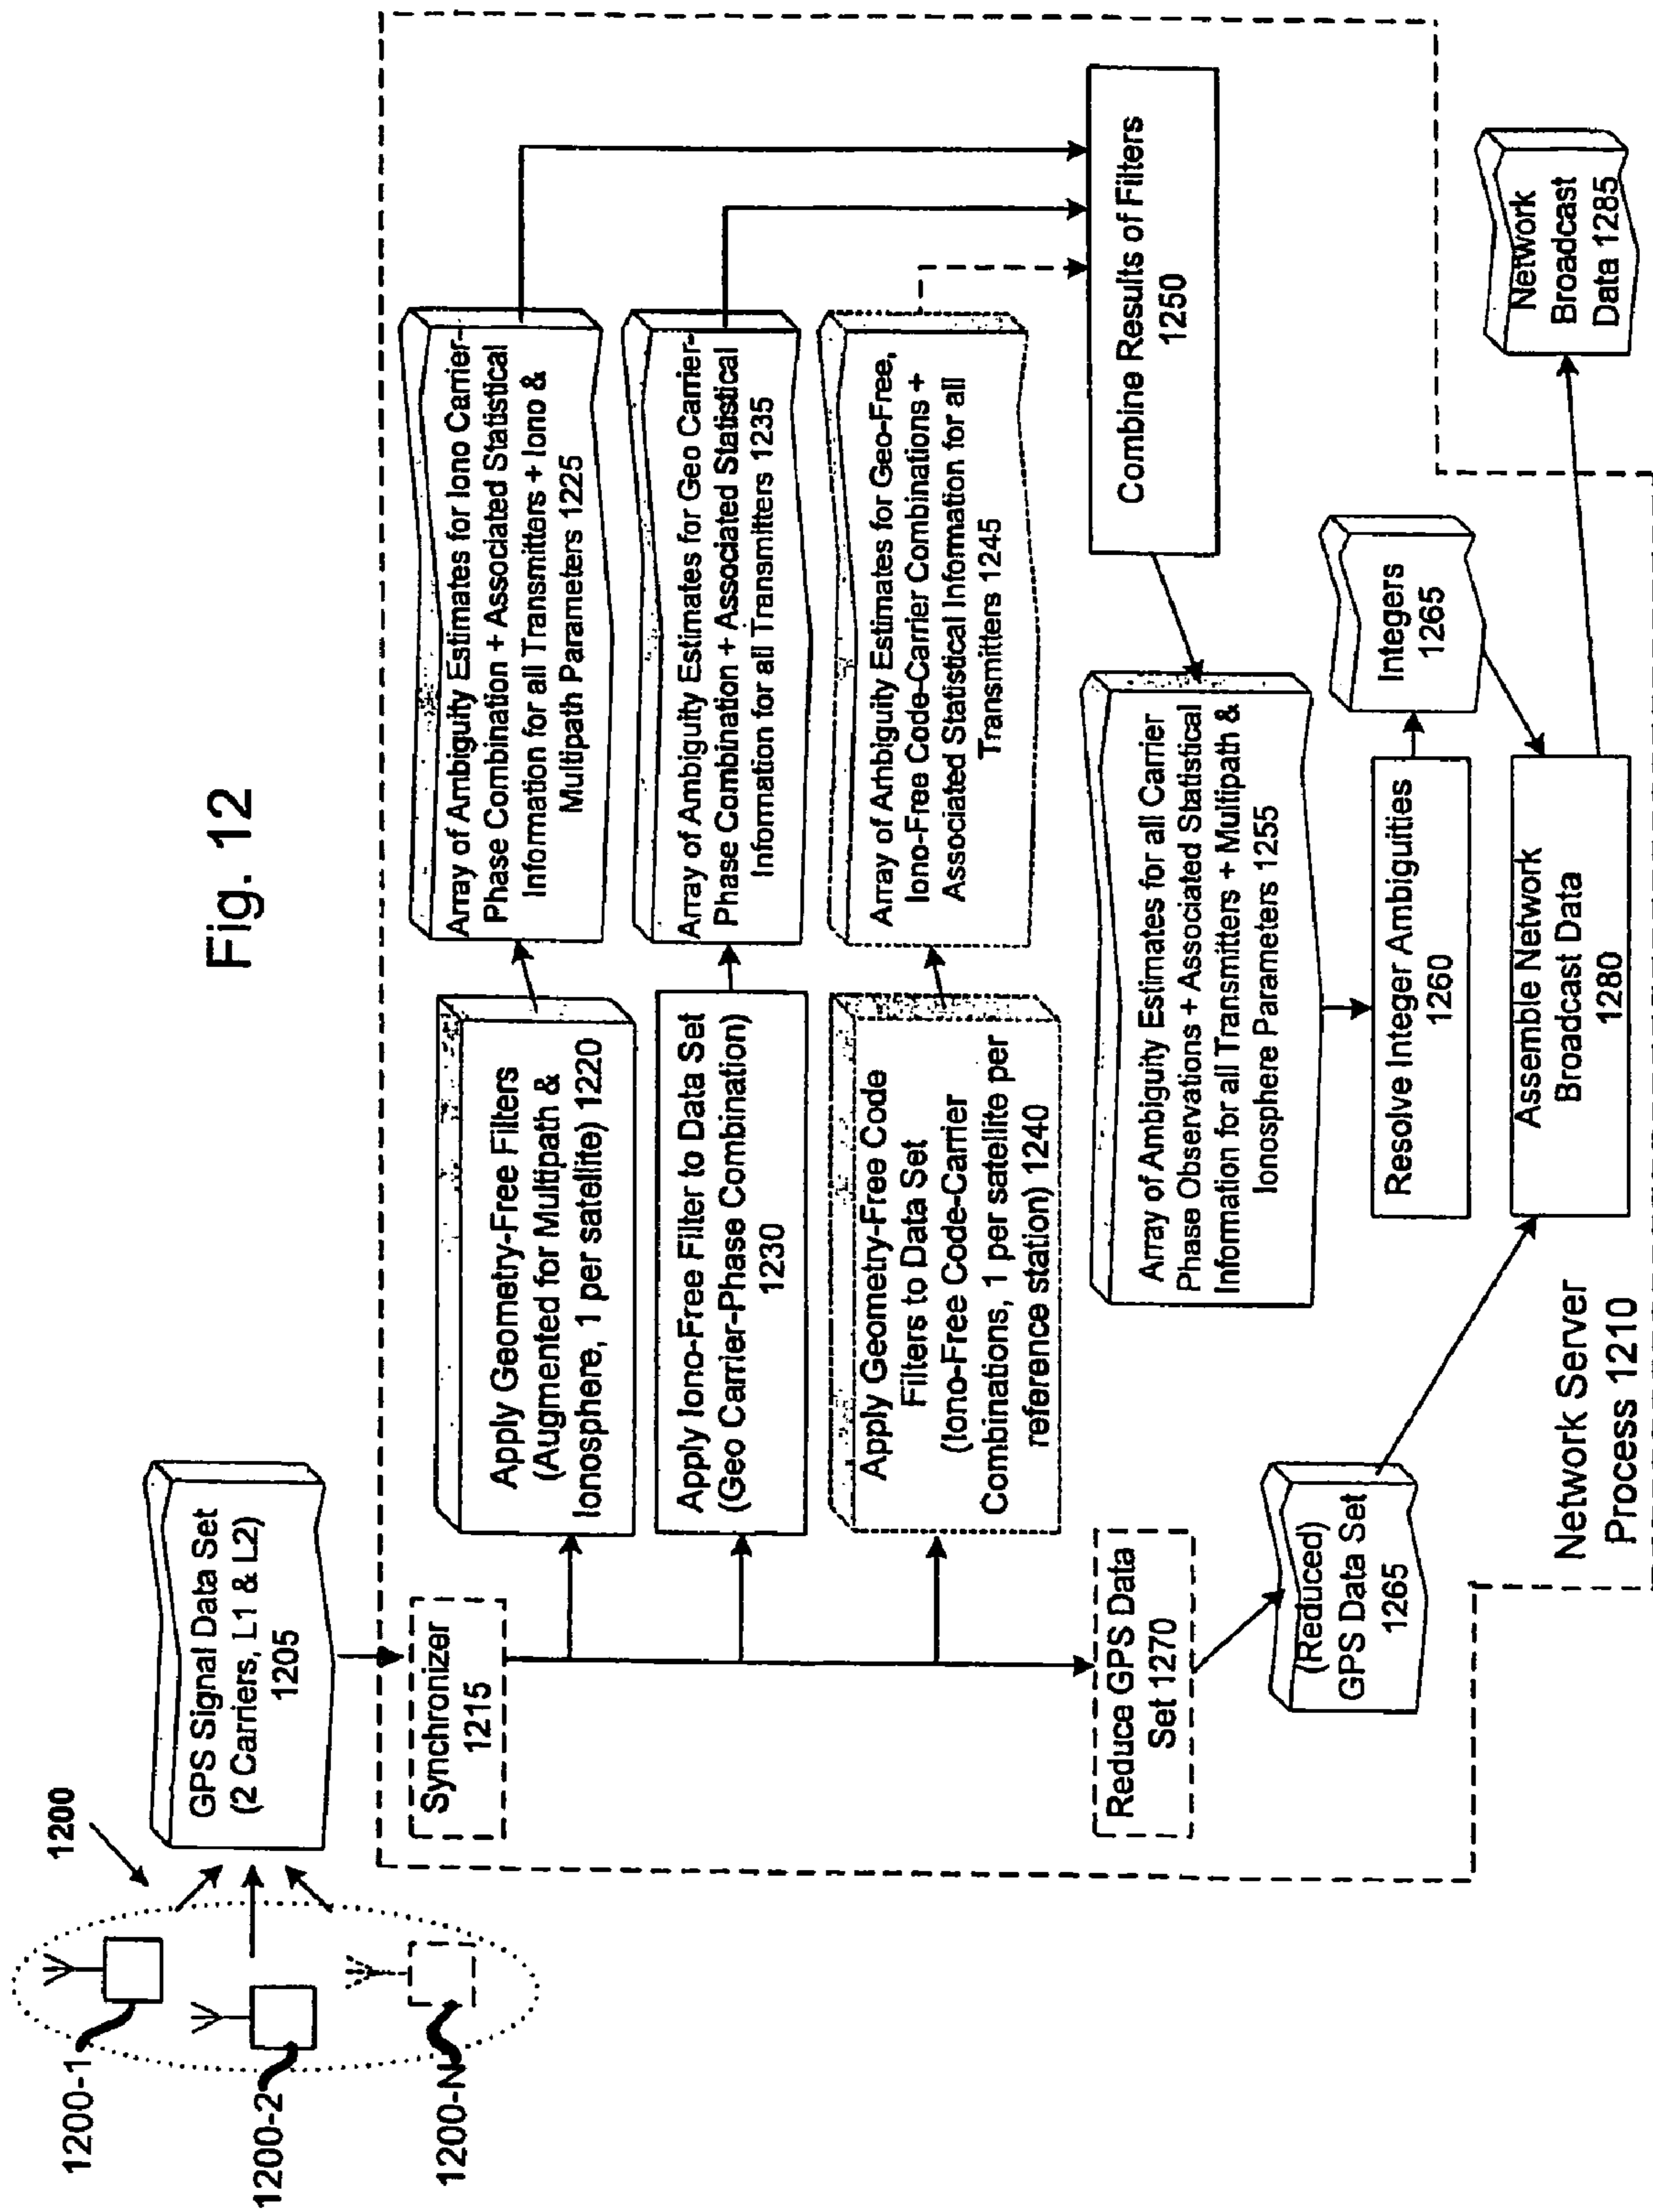 Fig. 12
1200
1200-1
1200-2
1200-N
GPS Signal Data Set
(2 Carriers, L1 & L2)
1205
Synchronizer
1215
Apply Geometry-Free Filters
(Augmented for Multipath &
Ionosphere, 1 per satellite) 1220
Array of Ambiguity Estimates for Iono Carrier-
Phase Combination + Associated Statistical
Information for all Transmitters + Iono &
Multipath Parameters 1225
Apply Iono-Free Filter to Data Set
(Geo Carrier-Phase Combination)
1230
Array of Ambiguity Estimates for Geo Carrier-
Phase Combination + Associated Statistical
Information for all Transmitters 1235
Apply Geometry-Free Code
Filters to Data Set
(Iono-Free Code-Carrier
Combinations, 1 per satellite per
reference station) 1240
Array of Ambiguity Estimates for Geo-Free,
Iono-Free Code-Carrier Combinations +
Associated Statistical Information for all
Transmitters 1245
Combine Results of Filters
1250
Array of Ambiguity Estimates for all Carrier
Phase Observations + Associated Statistical
Information for all Transmitters + Multipath &
Ionosphere Parameters 1255
Resolve Integer Ambiguities
1260
Integers
1265
Reduce GPS Data
Set 1270
(Reduced)
GPS Data Set
1265
Assemble Network
Broadcast Data
1280
Network
Broadcast
Data 1285
Network Server
Process 1210